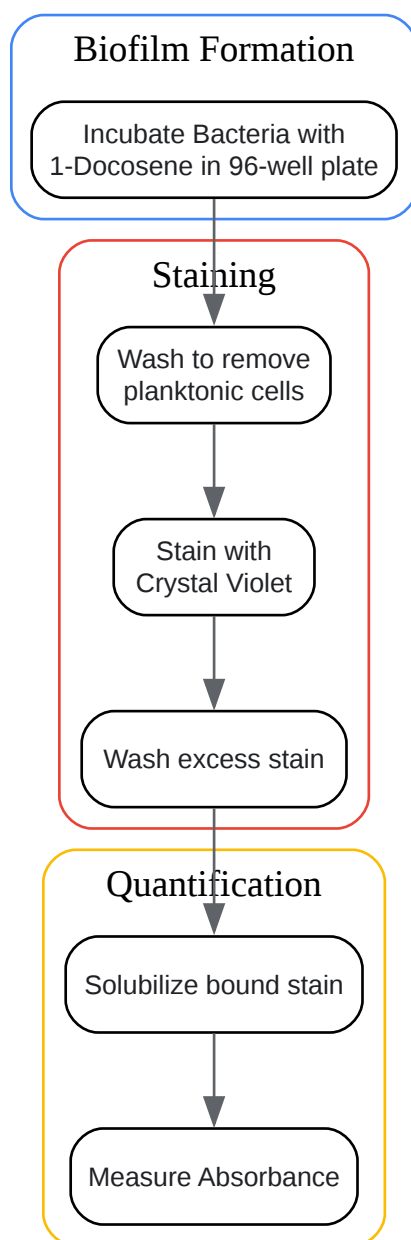 Biofilm Formation
Incubate Bacteria with
1-Docosene in 96-well plate
Staining
Wash to remove
planktonic cells
Stain with
Crystal Violet
Wash excess stain
Quantification
Solubilize bound stain
Measure Absorbance